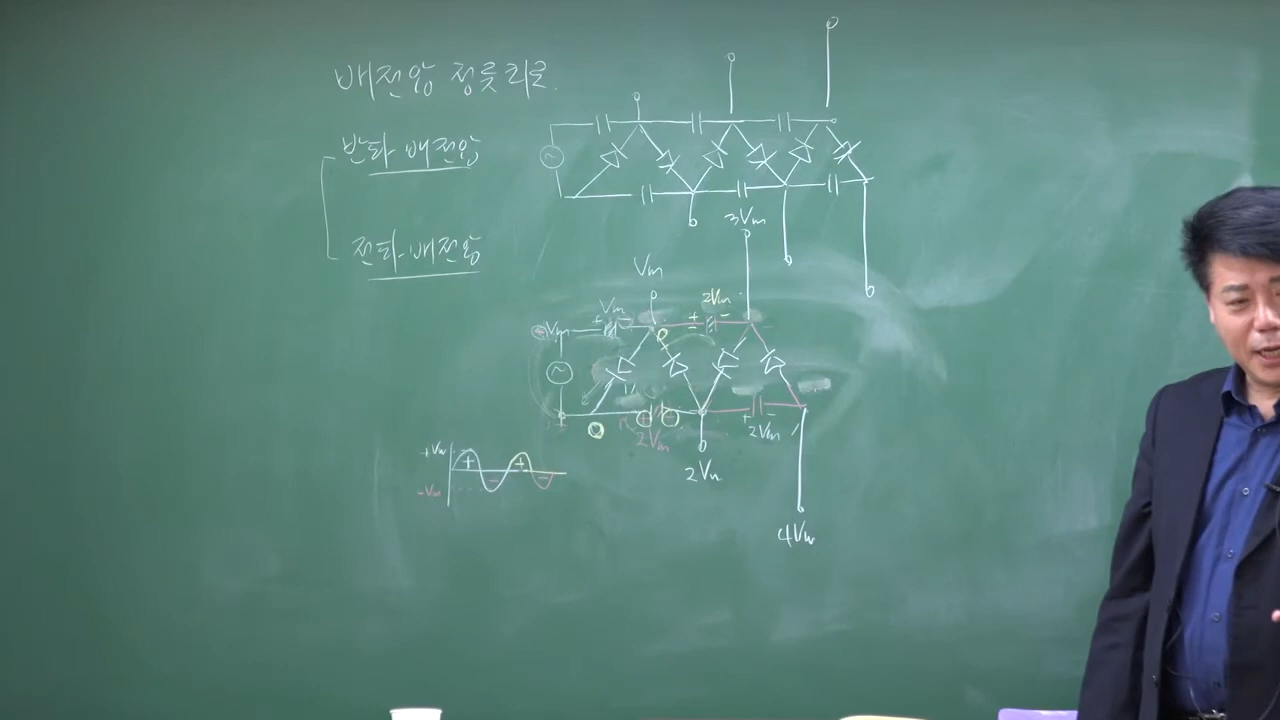 배전압 정류회로.
반파 배전압
전파-배전압
3Vm
Vm
Vm
2Vm
+ - + -
Vm
+ -
+ -
2Vm
2Vm
2Vm
+Vm
+ +
- -
-Vm
4Vm